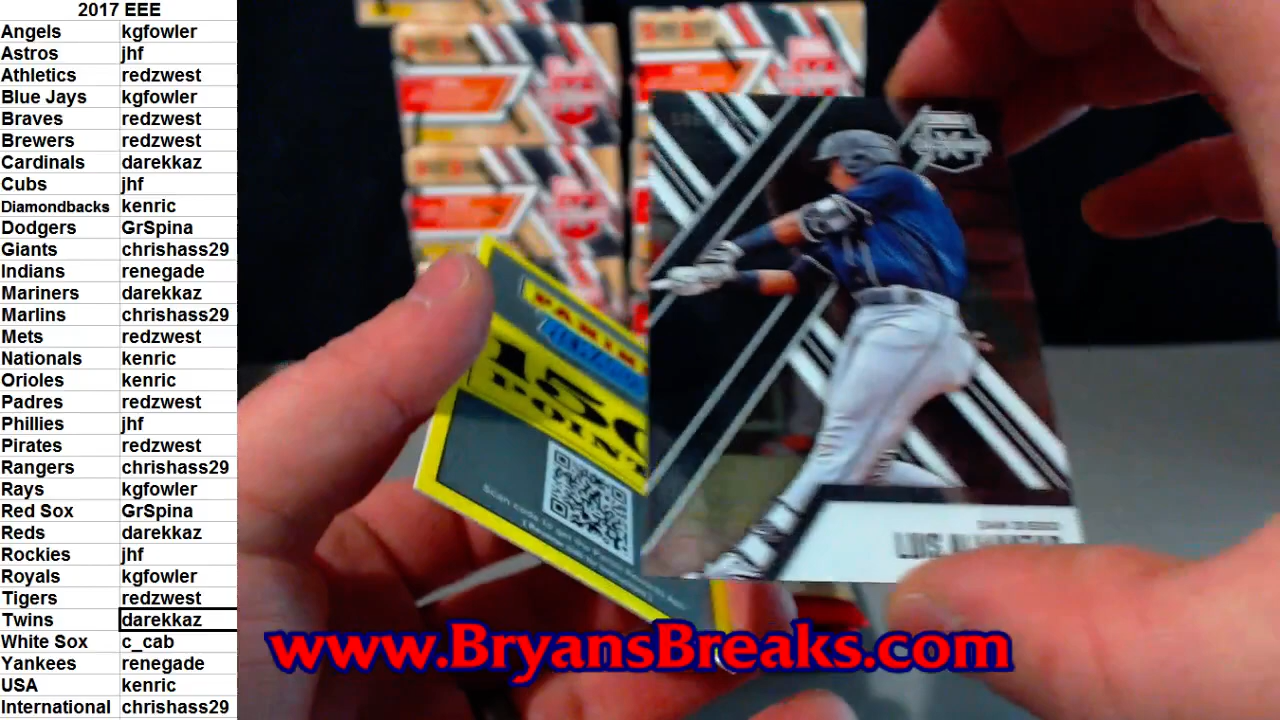 2017 EEE
Angels kgfowler
Astros jhf
Athletics redzwest
Blue Jays kgfowler
Braves redzwest
Brewers redzwest
Cardinals darekkaz
Cubs jhf
Diamondbacks kenric
Dodgers GrSpina
Giants chrishass29
Indians renegade
Mariners darekkaz
Marlins chrishass29
Mets redzwest
Nationals kenric
Orioles kenric
Padres redzwest
Phillies jhf
Pirates redzwest
Rangers chrishass29
Rays kgfowler
Red Sox GrSpina
Reds darekkaz
Rockies jhf
Royals kgfowler
Tigers redzwest
Twins darekkaz
White Sox c_cab
Yankees renegade
USA kenric
International chrishass29
150
SAN DIEGO
LUIS
www.BryansBreaks.com